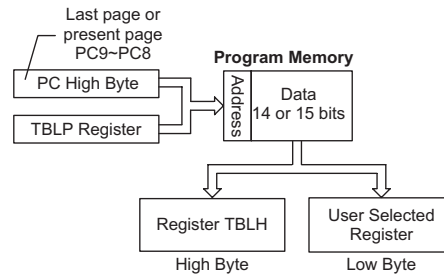 Last page or
present page
PC9~PC8
Program Memory
PC High Byte
TBLP Register
Address
Data
14 or 15 bits
Register TBLH
User Selected
Register
High Byte
Low Byte